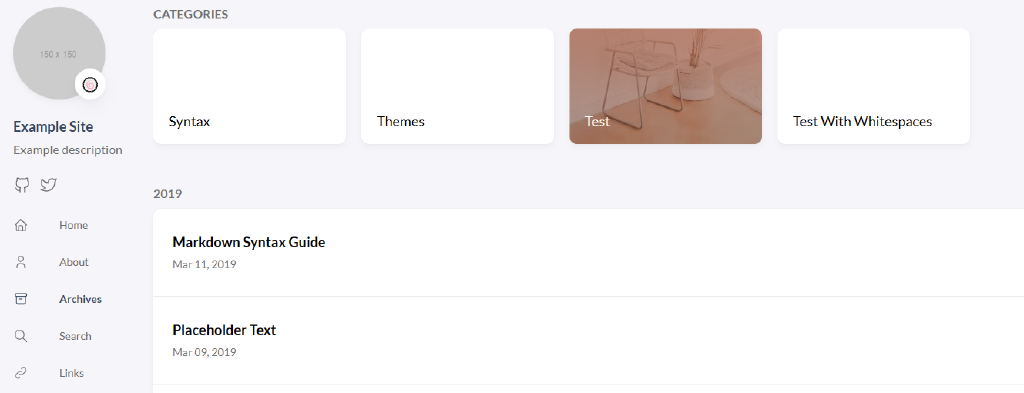 150 x 150
Example Site
Example description
Home
About
Archives
Search
Links
CATEGORIES
Syntax
Themes
Test
Test With Whitespaces
2019
Markdown Syntax Guide
Mar 11, 2019
Placeholder Text
Mar 09, 2019